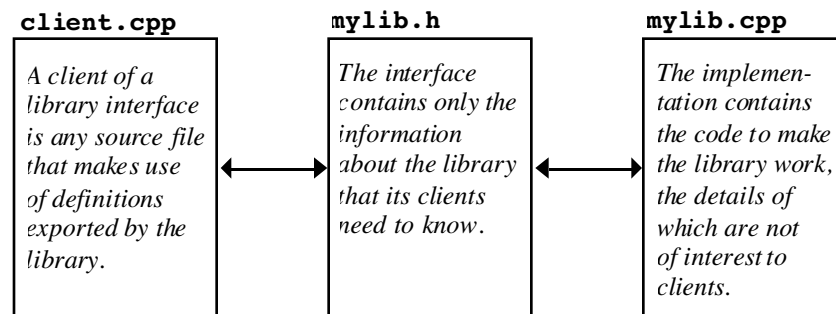 client.cpp
A client of a
library interface
is any source file
that makes use
of definitions
exported by the
library.
mylib.h
The interface
contains only the
information
about the library
that its clients
need to know.
mylib.cpp
The implemen-
tation contains
the code to make
the library work,
the details of
which are not
of interest to
clients.